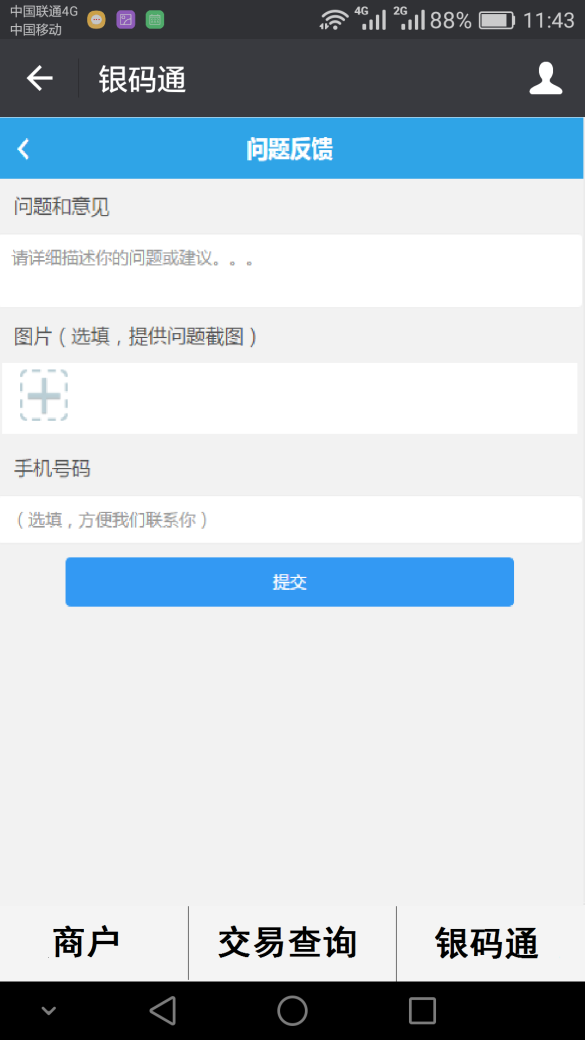 中国联通4G
中国移动
4G 2G 88% 11:43
银码通
问题反馈
问题和意见
请详细描述你的问题或建议。。。
图片（选填，提供问题截图）
手机号码
（选填，方便我们联系你）
提交
商户 交易查询 银码通